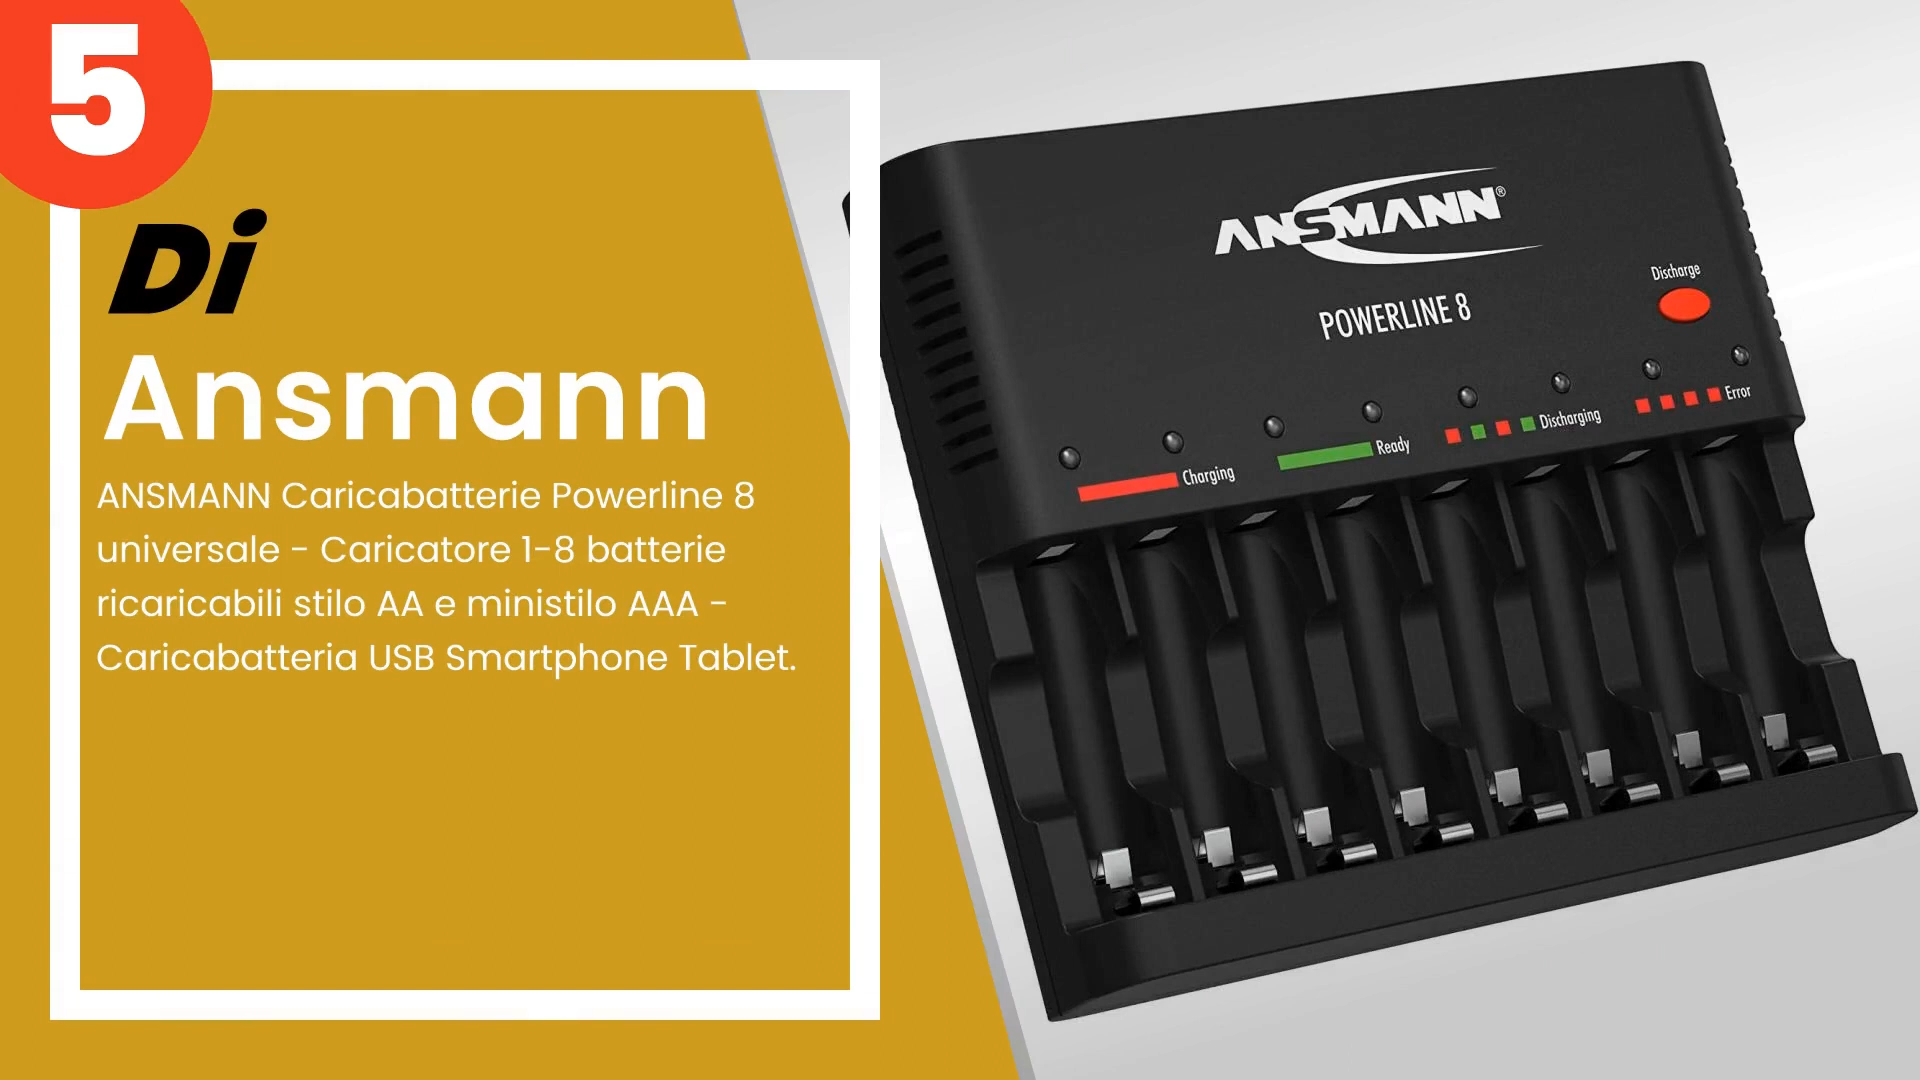 5
Di
Ansmann
ANSMANN Caricabatterie Powerline 8
universale - Caricatore 1-8 batterie
ricaricabili stilo AA e ministilo AAA -
Caricabatteria USB Smartphone Tablet.
ANSMANN®
POWERLINE 8
Discharge
Charging
Ready
Discharging
Error